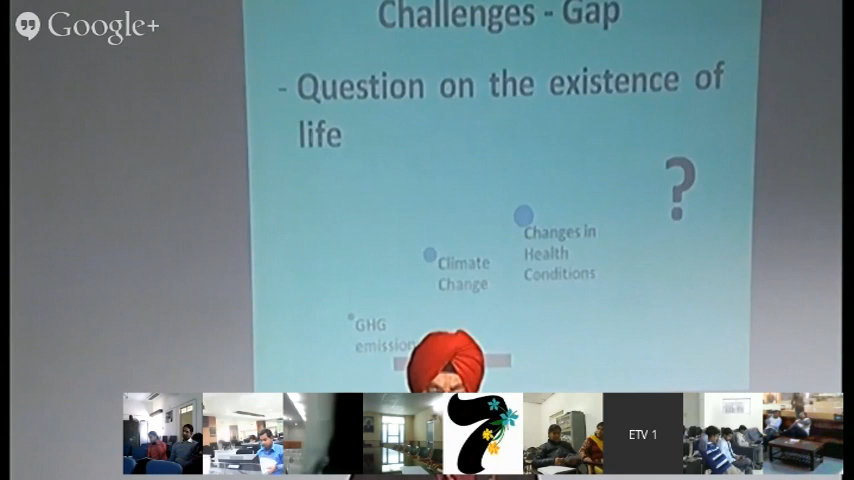 Google+
Challenges - Gap
- Question on the existence of
life
?
Changes in
Health
Conditions
Climate
Change
GHG
emission
7
ETV 1